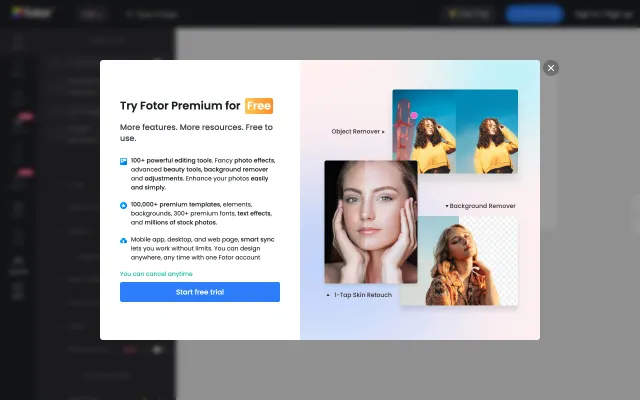 Try Fotor Premium for Free
More features. More resources. Free to
use.
100+ powerful editing tools. Fancy photo effects,
advanced beauty tools, background remover
and adjustments. Enhance your photos easily
and simply.
100,000+ premium templates, elements,
backgrounds, 300+ premium fonts, text effects,
and millions of stock photos.
Mobile app, desktop, and web page, smart sync
lets you work without limits. You can design
anywhere, any time with one Fotor account
You can cancel anytime
Start free trial
Object Remover
Background Remover
1-Tap Skin Retouch